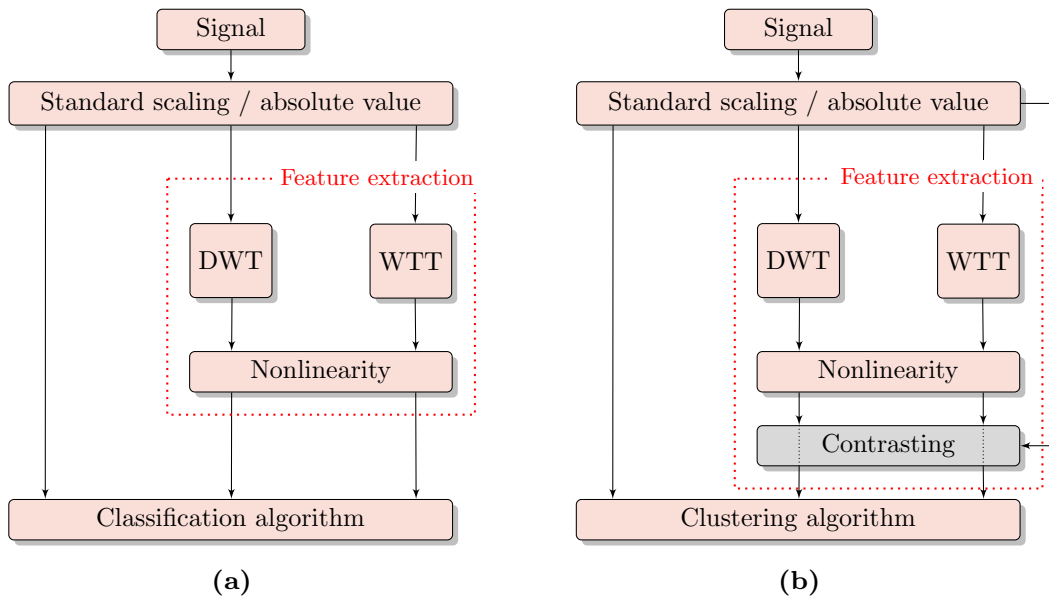 Signal
Standard scaling / absolute value
Feature extraction
DWT
WTT
Nonlinearity
Classification algorithm
(a)
Signal
Standard scaling / absolute value
Feature extraction
DWT
WTT
Nonlinearity
Contrasting
Clustering algorithm
(b)